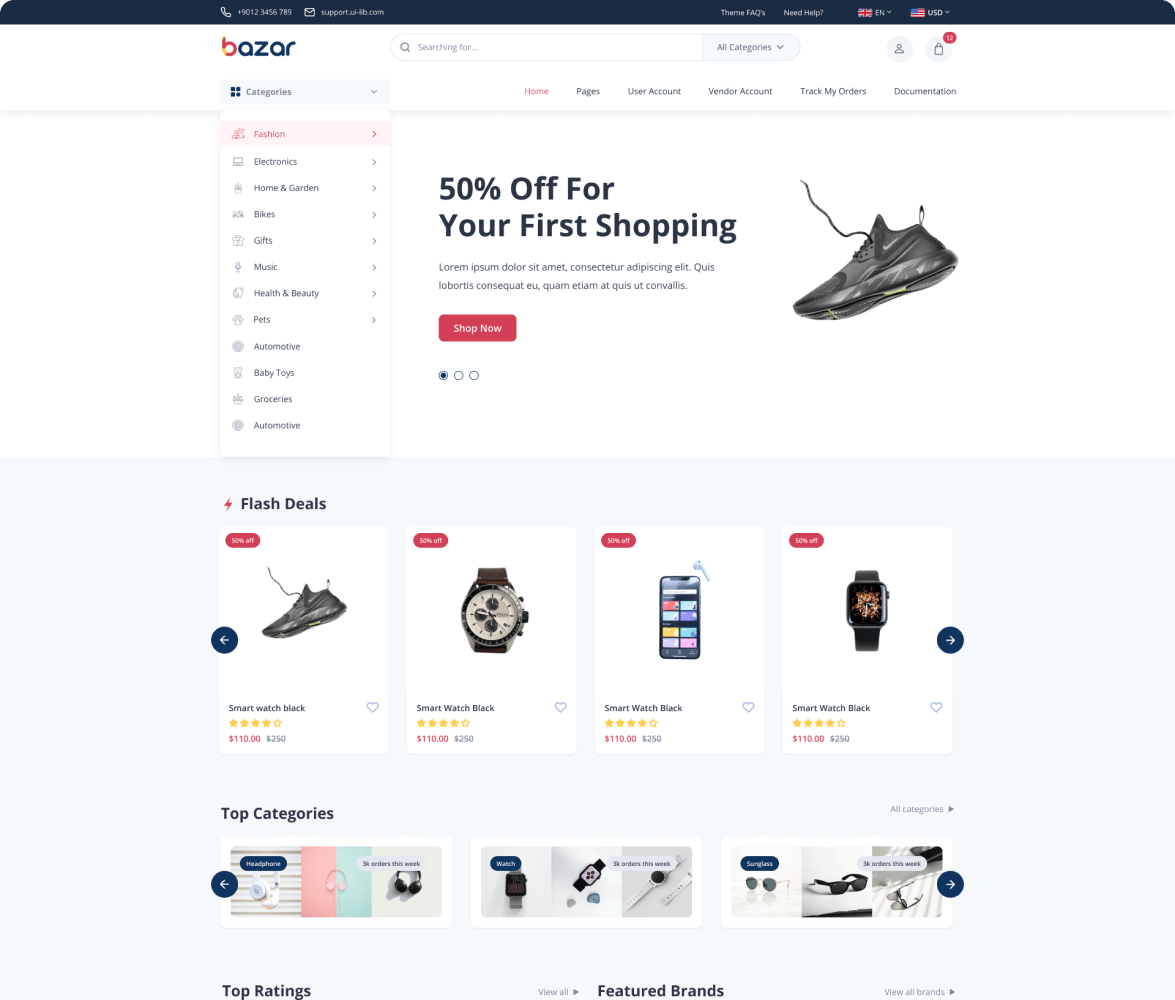 +9012 3456 789
support.ui-lib.com
Theme FAQ's
Need Help?
EN
USD
bazar
Searching for...
All Categories
12
Categories
Home
Pages
User Account
Vendor Account
Track My Orders
Documentation
Fashion
Electronics
Home & Garden
Bikes
Gifts
Music
Health & Beauty
Pets
Automotive
Baby Toys
Groceries
Automotive
50% Off For
Your First Shopping
Lorem ipsum dolor sit amet, consectetur adipiscing elit. Quis
lobortis consequat eu, quam etiam at quis ut convallis.
Shop Now
Flash Deals
50% off
50% off
50% off
50% off
Smart watch black
$110.00 $250
Smart Watch Black
$110.00 $250
Smart Watch Black
$110.00 $250
Smart Watch Black
$110.00 $250
Top Categories
All categories
Headphone
3k orders this week
Watch
3k orders this week
Sunglass
3k orders this week
Top Ratings
View all
Featured Brands
View all brands